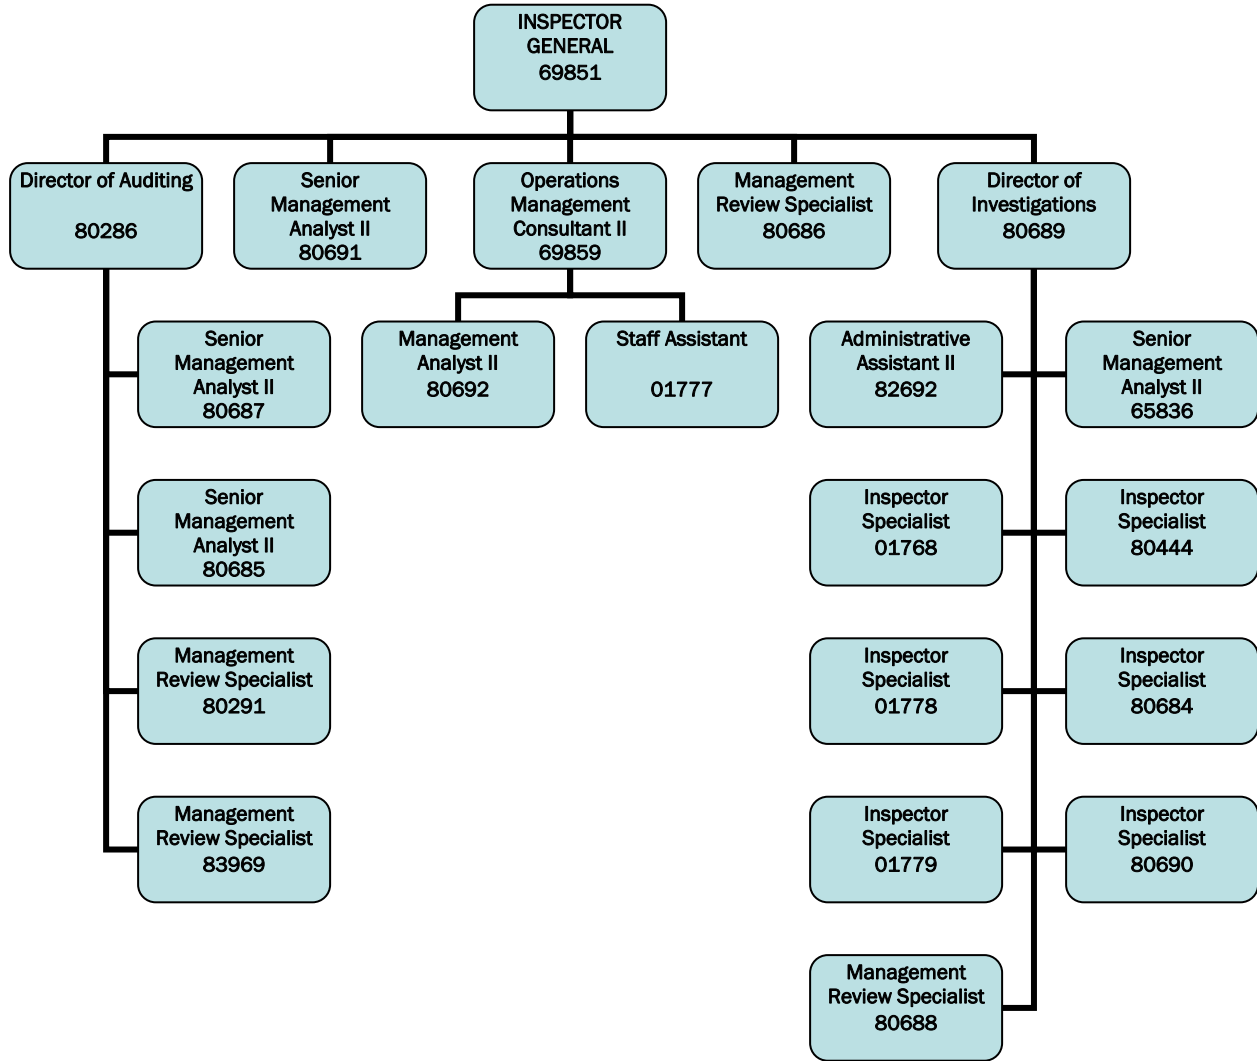 INSPECTOR
GENERAL
69851
Director of Auditing
80286
Senior
Management
Analyst II
80691
Operations
Management
Consultant II
69859
Management
Review Specialist
80686
Director of
Investigations
80689
Senior
Management
Analyst II
80687
Management
Analyst II
80692
Staff Assistant
01777
Administrative
Assistant II
82692
Senior
Management
Analyst II
65836
Senior
Management
Analyst II
80685
Inspector
Specialist
01768
Inspector
Specialist
80444
Management
Review Specialist
80291
Inspector
Specialist
01778
Inspector
Specialist
80684
Management
Review Specialist
83969
Inspector
Specialist
01779
Inspector
Specialist
80690
Management
Review Specialist
80688